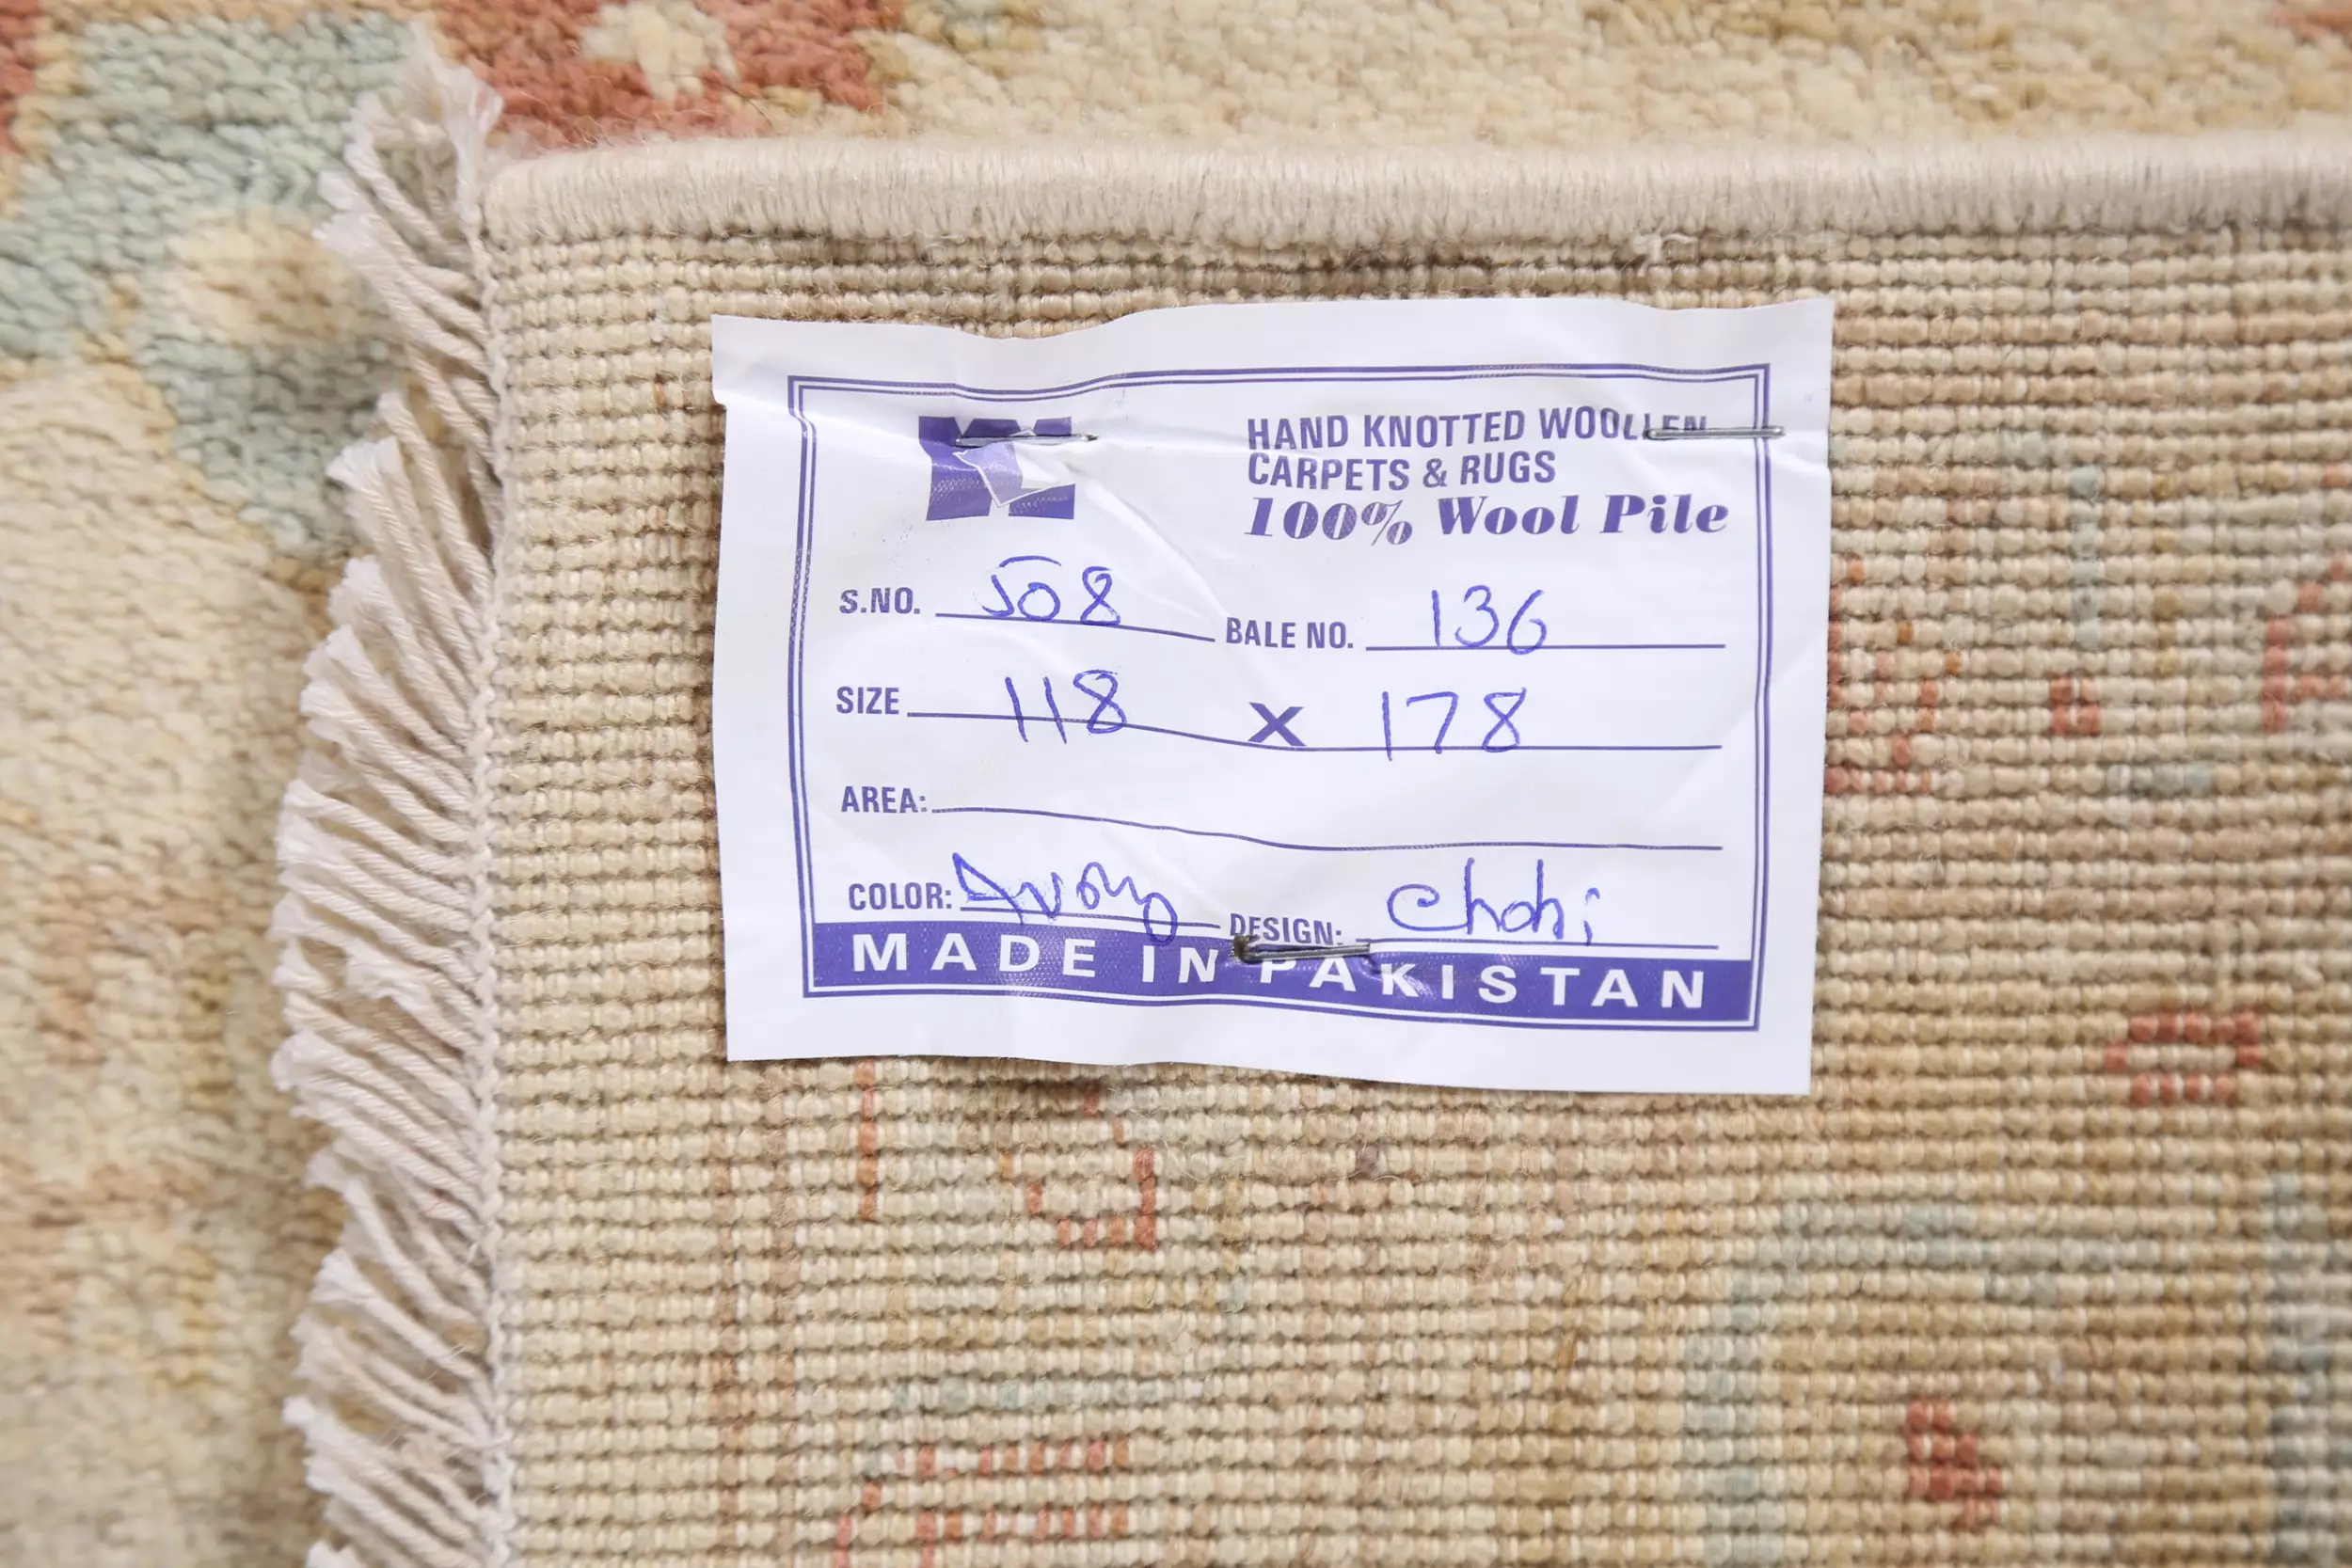 HAND KNOTTED WOOLLEN
CARPETS & RUGS
100% Wool Pile
S.NO. 508 BALE NO. 136
SIZE 118 X 178
AREA:
COLOR: DESIGN: Chobi
MADE IN PAKISTAN